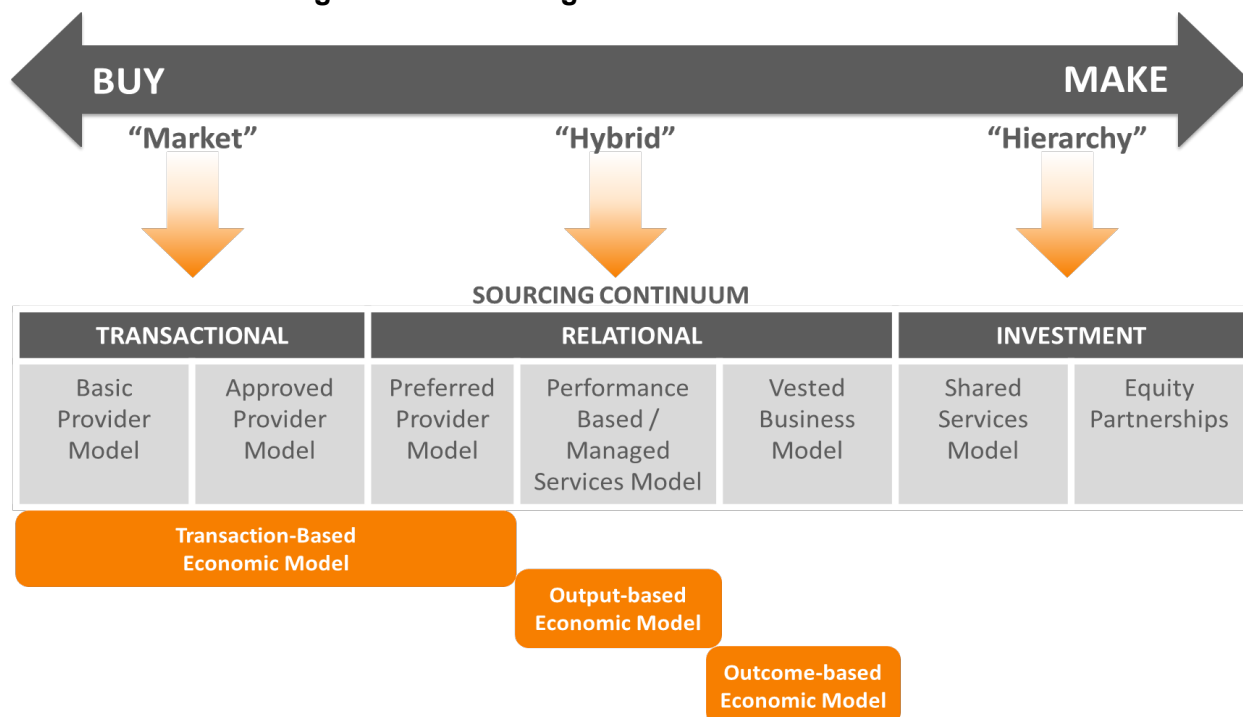 BUY
MAKE
“Market”
“Hybrid”
“Hierarchy”
SOURCING CONTINUUM
TRANSACTIONAL
RELATIONAL
INVESTMENT
Basic
Provider
Model
Approved
Provider
Model
Preferred
Provider
Model
Performance
Based /
Managed
Services Model
Vested
Business
Model
Shared
Services
Model
Equity
Partnerships
Transaction-Based
Economic Model
Output-based
Economic Model
Outcome-based
Economic Model